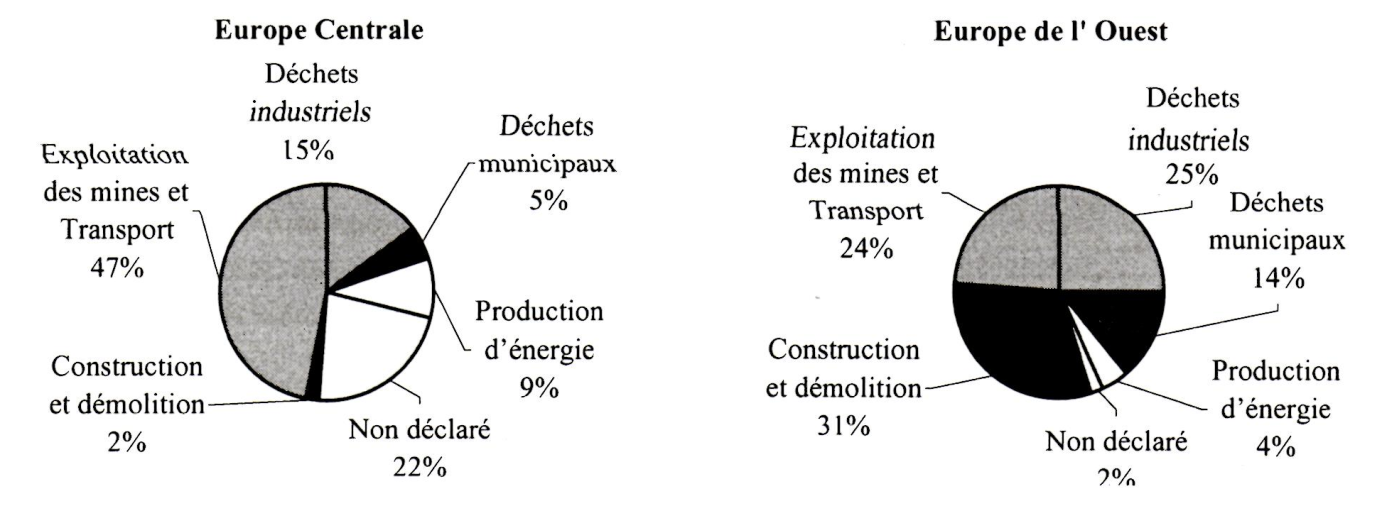 Europe Centrale
Déchets
industriels
15%
Déchets
municipaux
5%
Exploitation
des mines et
Transport
47%
Production
d'énergie
9%
Construction
et démolition
2%
Non déclaré
22%
Europe de l' Ouest
Déchets
industriels
25%
Exploitation
des mines et
Transport
24%
Déchets
municipaux
14%
Construction
et démolition
31%
Production
d'énergie
4%
Non déclaré
2%